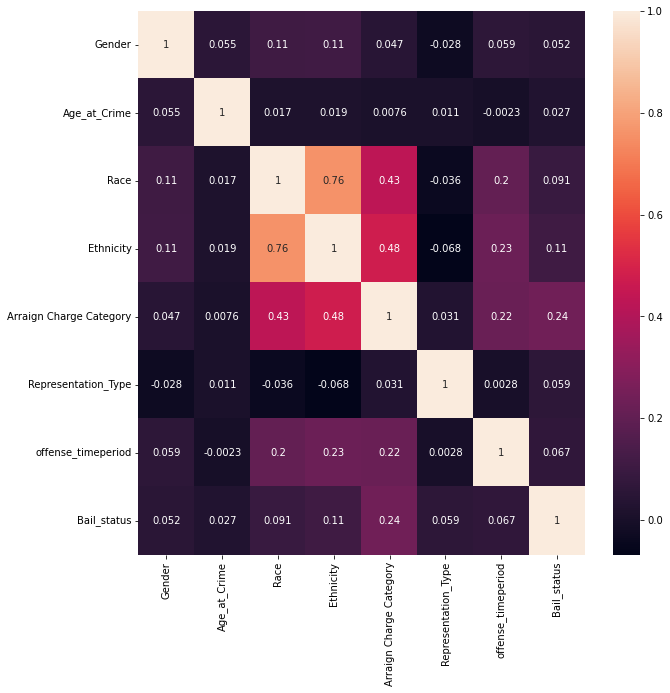 Gender 1 0.055 0.11 0.11 0.047 -0.028 0.059 0.052
Age_at_Crime 0.055 1 0.017 0.019 0.0076 0.011 -0.0023 0.027
Race 0.11 0.017 1 0.76 0.43 -0.036 0.2 0.091
Ethnicity 0.11 0.019 0.76 1 0.48 -0.068 0.23 0.11
Arraign Charge Category 0.047 0.0076 0.43 0.48 1 0.031 0.22 0.24
Representation_Type -0.028 0.011 -0.036 -0.068 0.031 1 0.0028 0.059
offense_timeperiod 0.059 -0.0023 0.2 0.23 0.22 0.0028 1 0.067
Bail_status 0.052 0.027 0.091 0.11 0.24 0.059 0.067 1
Gender
Age_at_Crime
Race
Ethnicity
Arraign Charge Category
Representation_Type
offense_timeperiod
Bail_status
1.0
0.8
0.6
0.4
0.2
0.0